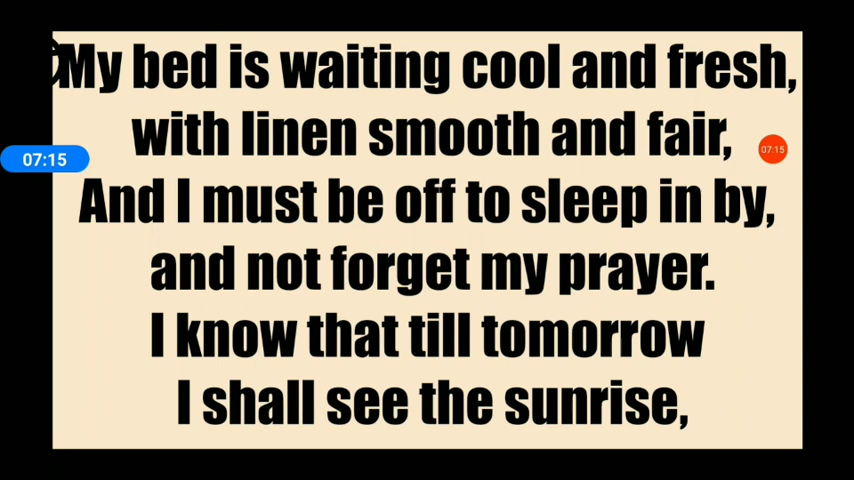 My bed is waiting cool and fresh,
with linen smooth and fair,
07:15
07:15
And I must be off to sleep in by,
and not forget my prayer.
I know that till tomorrow
I shall see the sunrise,